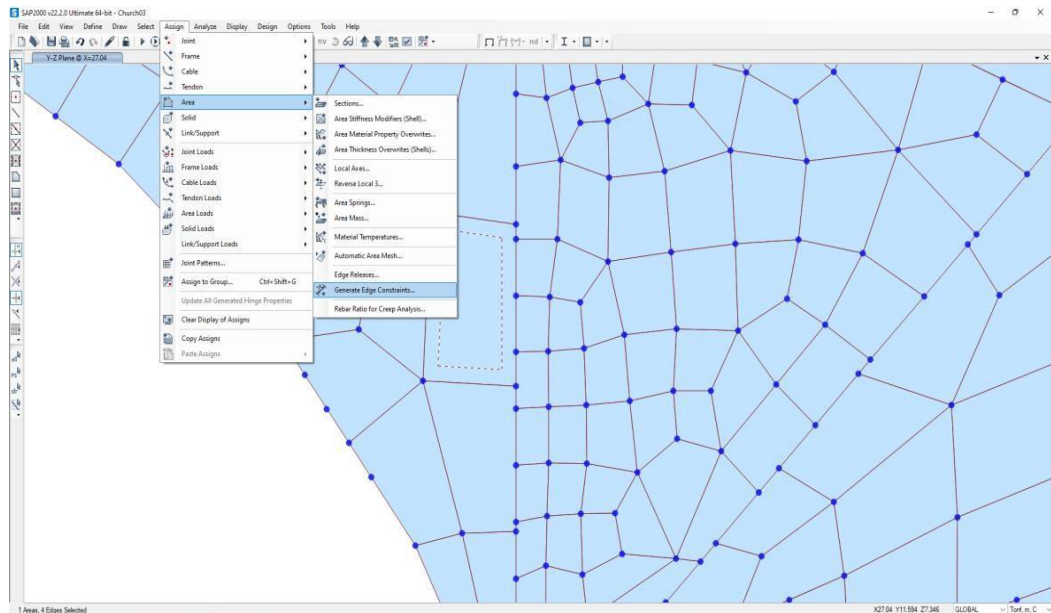 SAP2000 v22.2.0 Ultimate 64-bit - Church03
File Edit View Define Draw Select Assign Analyze Display Design Options Tools Help
nv
nd
Y-Z Plane @ X=27.04
Joint
Frame
Cable
Tendon
Area
Solid
Link/Support
Joint Loads
Frame Loads
Cable Loads
Tendon Loads
Area Loads
Solid Loads
Link/Support Loads
Joint Patterns...
Assign to Group... Ctrl+Shift+G
Update All Generated Hinge Properties
Clear Display of Assigns
Copy Assigns
Paste Assigns
Sections...
Area Stiffness Modifiers (Shell)...
Area Material Property Overwrites...
Area Thickness Overwrites (Shells)...
Local Axes...
Reverse Local 3...
Area Springs...
Area Mass...
Material Temperatures...
Automatic Area Mesh...
Edge Releases...
Generate Edge Constraints...
Rebar Ratio for Creep Analysis...
1 Areas, 4 Edges Selected
X27.04 Y11.594 Z7.346 GLOBAL Tonf, m, C